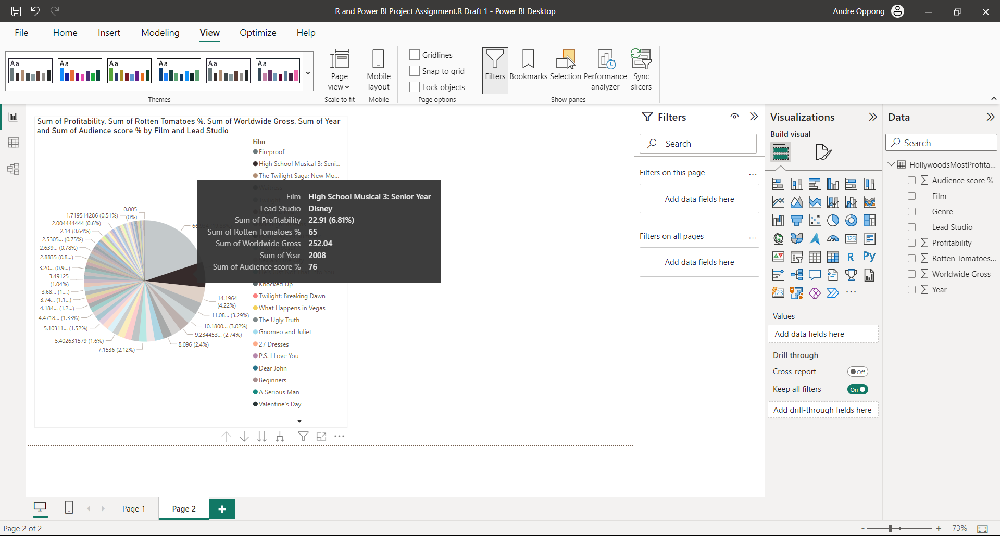 R and Power BI Project Assignment.R Draft 1 - Power BI Desktop
Andre Oppong
File Home Insert Modeling View Optimize Help
Aa Aa Aa Aa Aa Aa
Themes
Page view
Scale to fit
Mobile layout
Mobile
Gridlines
Snap to grid
Lock objects
Page options
Filters
Bookmarks
Selection
Performance analyzer
Sync slicers
Show panes
Sum of Profitability, Sum of Rotten Tomatoes %, Sum of Worldwide Gross, Sum of Year
and Sum of Audience score % by Film and Lead Studio
Film
Fireproof
High School Musical 3: Seni...
The Twilight Saga: New Mo...
Film High School Musical 3: Senior Year
Lead Studio Disney
Sum of Profitability 22.91 (6.81%)
Sum of Rotten Tomatoes % 65
Sum of Worldwide Gross 252.04
Sum of Year 2008
Sum of Audience score % 76
Knocked Up
Twilight: Breaking Dawn
What Happens in Vegas
The Ugly Truth
Gnomeo and Juliet
27 Dresses
P.S. I Love You
Dear John
Beginners
A Serious Man
Valentine's Day
0.005
(0%)
1.719514286 (0.51%)
2.004444444 (0.6%)
2.14 (0.64%)
2.5305... (0.75%)
2.639... (0.78%)
2.8835 (0.8...)
3.20... (0.9...)
3.49125
(1.04%)
3.68... (1....)
3.74... (1.1...)
4.184... (1.2...)
4.4718... (1.33%)
5.10311... (1.52%)
5.402631579 (1.6%)
7.1536 (2.12%)
8.096 (2.4%)
9.234453... (2.74%)
10.1800... (3.02%)
11.08... (3.29%)
14.1964
(4.22%)
Filters
Search
Filters on this page
...
Add data fields here
Filters on all pages
...
Add data fields here
Visualizations
Build visual
123
R
Py
123
...
Values
Add data fields here
Drill through
Cross-report
Off
Keep all filters
On
Add drill-through fields here
Data
Search
HollywoodsMostProfita...
∑ Audience score %
Film
Genre
Lead Studio
∑ Profitability
∑ Rotten Tomatoes...
∑ Worldwide Gross
∑ Year
Page 1
Page 2
+
Page 2 of 2
- + 73%